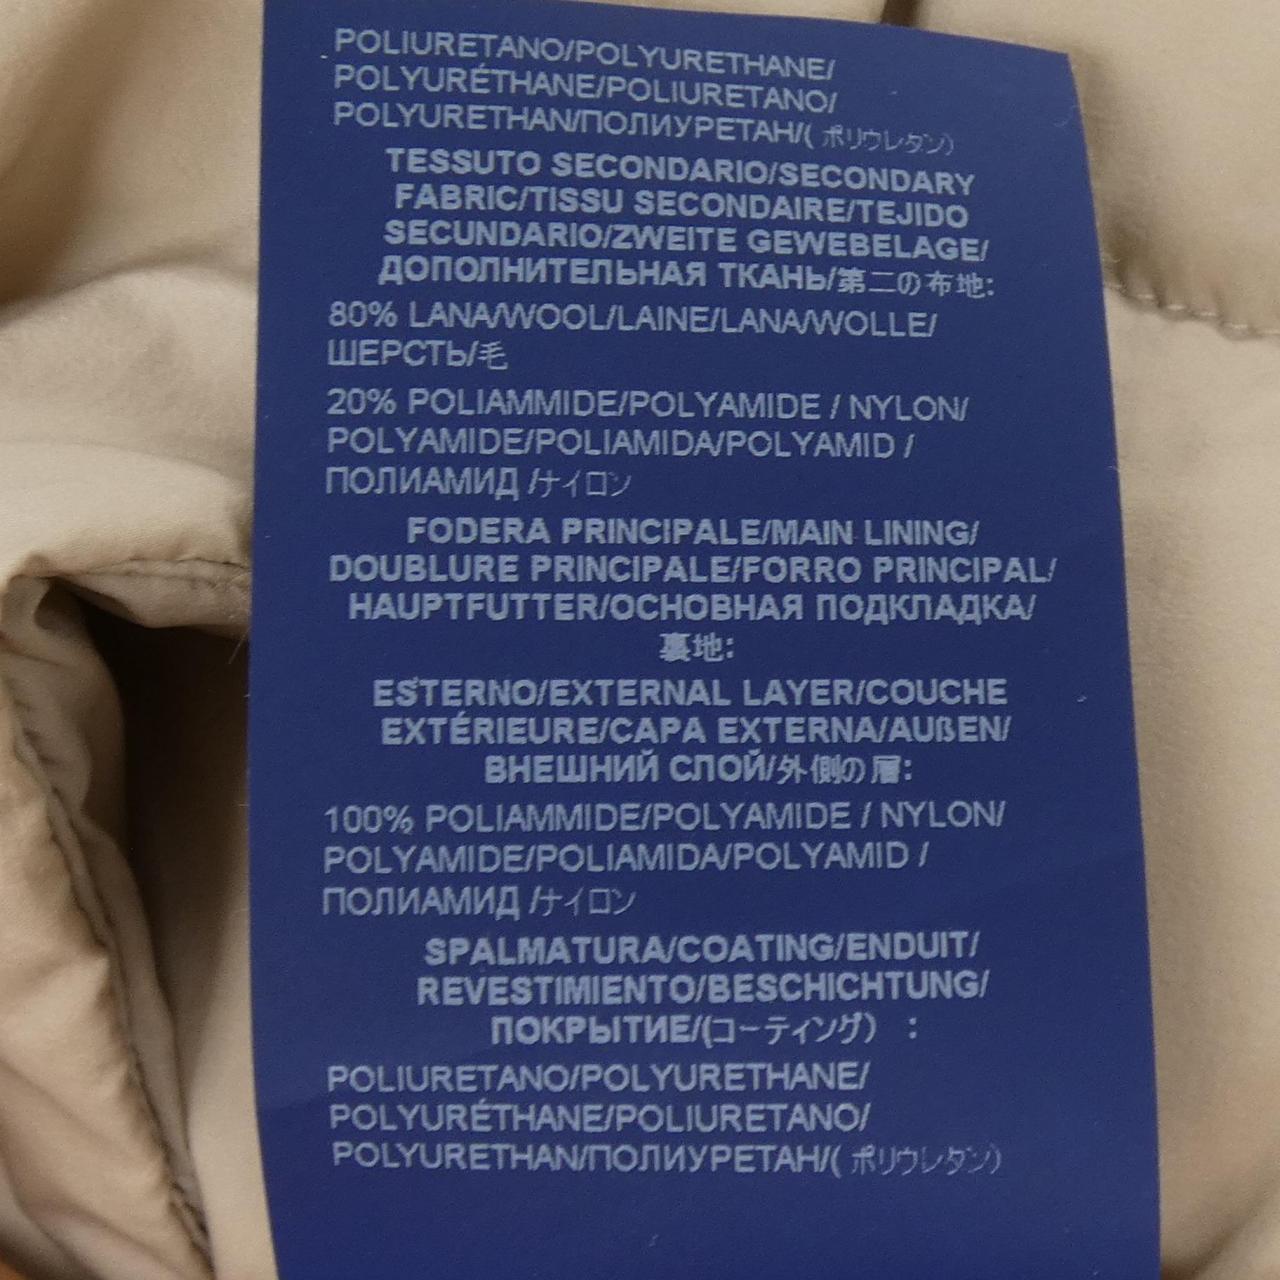 POLIURETANO/POLYURETHANE/
POLYURÉTHANE/POLIURETANO/
POLYURETHAN/ПОЛИУРЕТАН/( ポリウレタン)
TESSUTO SECONDARIO/SECONDARY
FABRIC/TISSU SECONDAIRE/TEJIDO
SECUNDARIO/ZWEITE GEWEBELAGE/
ДОПОЛНИТЕЛЬНАЯ ТКАНЬ/第二の布地:
80% LANA/WOOL/LAINE/LANA/WOLLE/
ШЕРСТЬ/毛
20% POLIAMMIDE/POLYAMIDE / NYLON/
POLYAMIDE/POLIAMIDA/POLYAMID /
ПОЛИАМИД /ナイロン
FODERA PRINCIPALE/MAIN LINING/
DOUBLURE PRINCIPALE/FORRO PRINCIPAL/
HAUPTFUTTER/ОСНОВНАЯ ПОДКЛАДКА/
裏地:
ESTERNO/EXTERNAL LAYER/COUCHE
EXTÉRIEURE/CAPA EXTERNA/AUßEN/
ВНЕШНИЙ СЛОЙ/外側の層:
100% POLIAMMIDE/POLYAMIDE / NYLON/
POLYAMIDE/POLIAMIDA/POLYAMID /
ПОЛИАМИД /ナイロン
SPALMATURA/COATING/ENDUIT/
REVESTIMIENTO/BESCHICHTUNG/
ПОКРЫТИЕ/(コーティング） :
POLIURETANO/POLYURETHANE/
POLYURÉTHANE/POLIURETANO/
POLYURETHAN/ПОЛИУРЕТАН/( ポリウレタン)